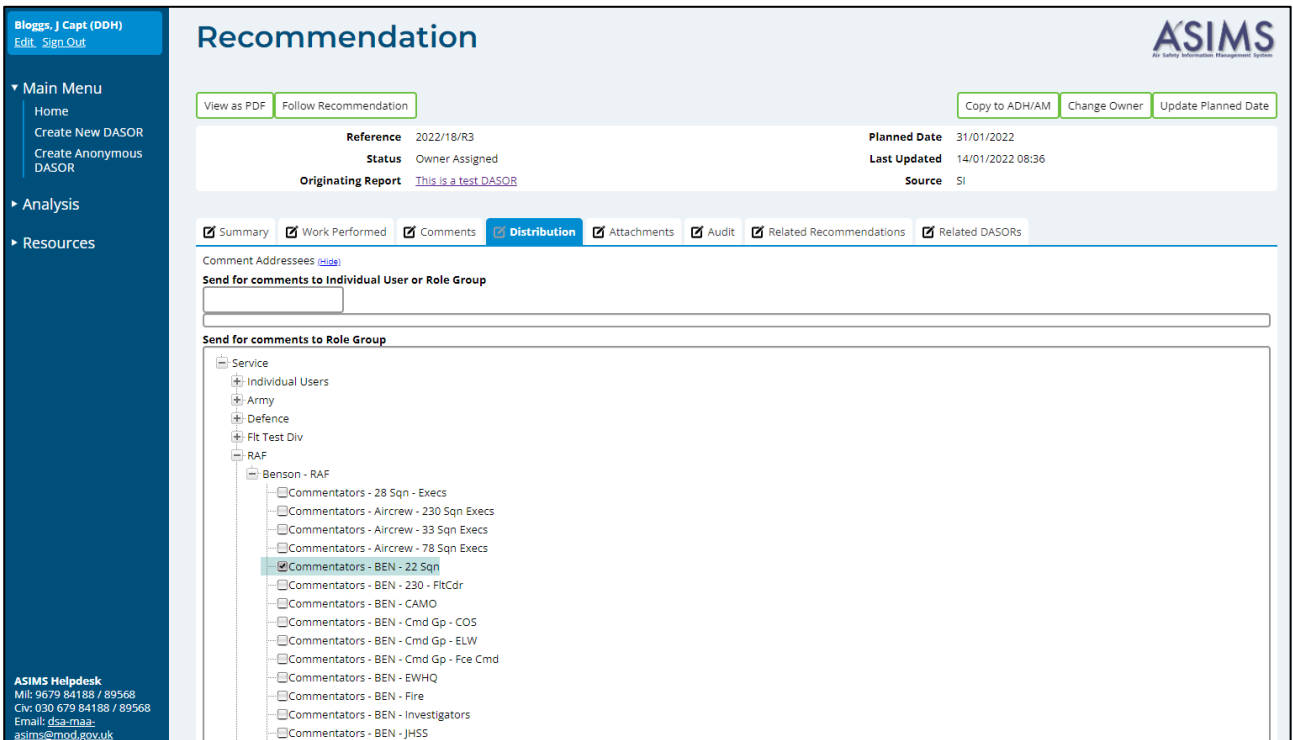 Bloggs, J Capt (DDH)
Edit Sign Out
Main Menu
Home
Create New DASOR
Create Anonymous
DASOR
Analysis
Resources
ASIMS Helpdesk
Mil: 9679 84188 / 89568
Civ: 030 679 84188 / 89568
Email: dsa-maa-
asims@mod.gov.uk
Recommendation
ASIMS
Air Safety Information Management System
View as PDF Follow Recommendation Copy to ADH/AM Change Owner Update Planned Date
Reference 2022/18/R3 Planned Date 31/01/2022
Status Owner Assigned Last Updated 14/01/2022 08:36
Originating Report This is a test DASOR Source SI
Summary Work Performed Comments Distribution Attachments Audit Related Recommendations Related DASORs
Comment Addressees (Hide)
Send for comments to Individual User or Role Group
Send for comments to Role Group
Service
Individual Users
Army
Defence
Flt Test Div
RAF
Benson - RAF
Commentators - 28 Sqn - Execs
Commentators - Aircrew - 230 Sqn Execs
Commentators - Aircrew - 33 Sqn Execs
Commentators - Aircrew - 78 Sqn Execs
Commentators - BEN - 22 Sqn
Commentators - BEN - 230 - FltCdr
Commentators - BEN - CAMO
Commentators - BEN - Cmd Gp - COS
Commentators - BEN - Cmd Gp - ELW
Commentators - BEN - Cmd Gp - Fce Cmd
Commentators - BEN - EWHQ
Commentators - BEN - Fire
Commentators - BEN - Investigators
Commentators - BEN - JHSS